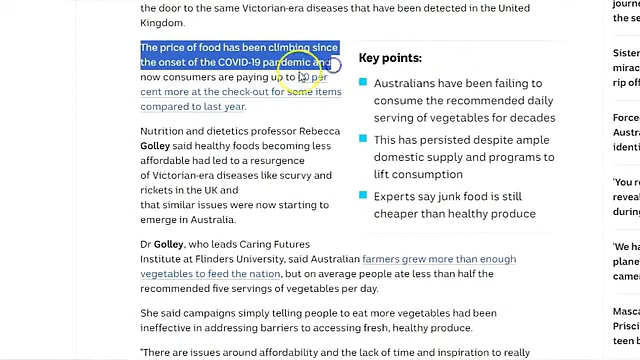 the door to the same Victorian-era diseases that have been detected in the United
Kingdom.
The price of food has been climbing since
the onset of the COVID-19 pandemic and
now consumers are paying up to per
cent more at the check-out for some items
compared to last year.
Key points:
Australians have been failing to
consume the recommended daily
serving of vegetables for decades
This has persisted despite ample
domestic supply and programs to
lift consumption
Experts say junk food is still
cheaper than healthy produce
Nutrition and dietetics professor Rebecca
Golley said healthy foods becoming less
affordable had led to a resurgence
of Victorian-era diseases like scurvy and
rickets in the UK and
that similar issues were now starting to
emerge in Australia.
Dr Golley, who leads Caring Futures
Institute at Flinders University, said Australian farmers grew more than enough
vegetables to feed the nation, but on average people ate less than half the
recommended five servings of vegetables per day.
She said campaigns simply telling people to eat more vegetables had been
ineffective in addressing barriers to accessing fresh, healthy produce.
"There are issues around affordability and the lack of time and inspiration to really
journe
the se
Sister
mirac
rip off
Force
Austra
identi
'You r
revea
during
'We ha
plane
camer
Masca
Prisci
teen b